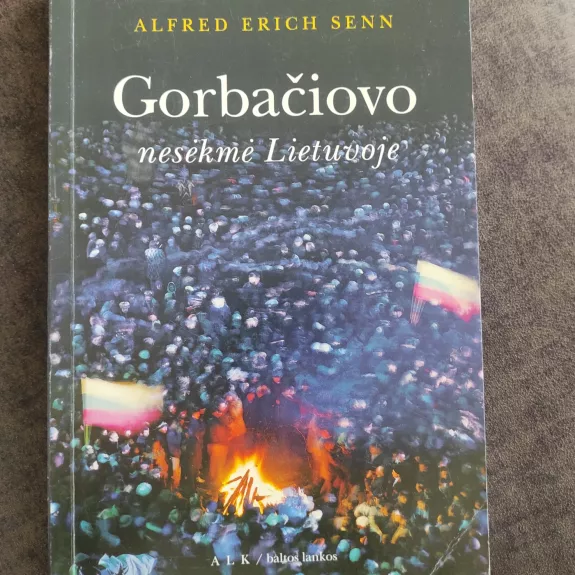 ALFRED ERICH SENN
Gorbačiovo
nesėkmė Lietuvoje
A L K / baltos lankos